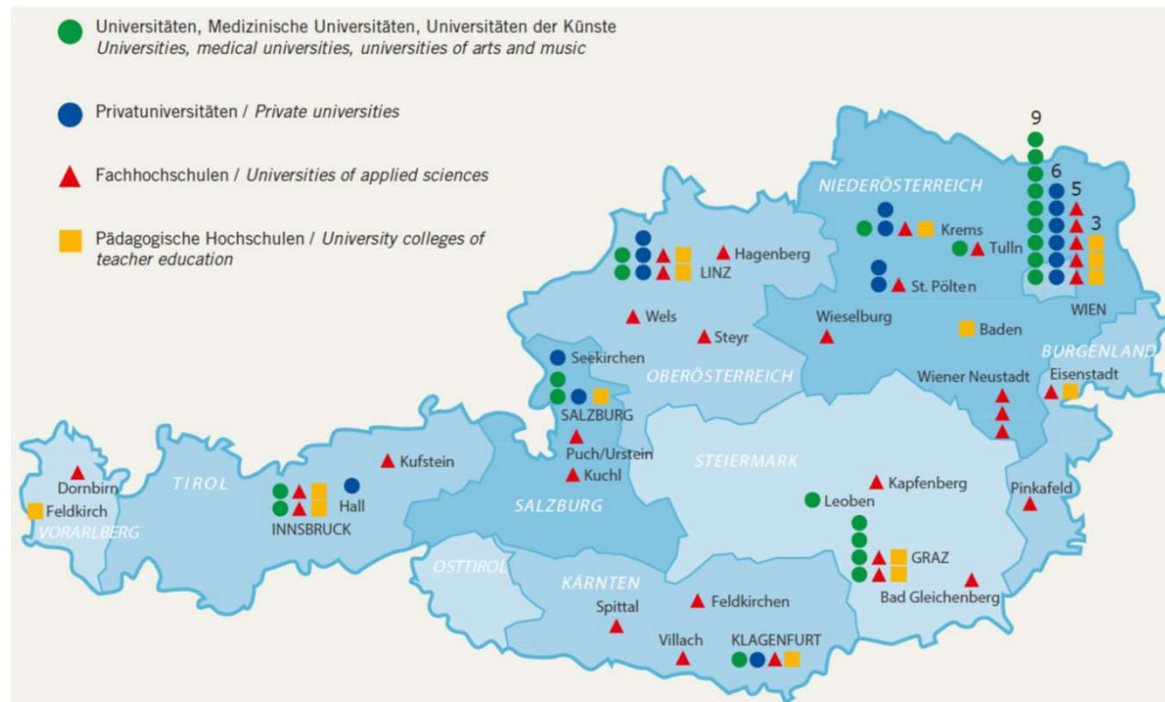 Universitäten, Medizinische Universitäten, Universitäten der Künste
Universities, medical universities, universities of arts and music
Privatuniversitäten / Private universities
Fachhochschulen / Universities of applied sciences
Pädagogische Hochschulen / University colleges of
teacher education
9
6
5
3
NIEDERÖSTERREICH
Krems
Tulln
St. Pölten
WIEN
Hagenberg
LINZ
Wels
Steyr
Wieselburg
Baden
BURGENLAND
Seekirchen
OBERÖSTERREICH
Wiener Neustadt
Eisenstadt
SALZBURG
Puch/Urstein
Kuchl
STEIERMARK
Kufstein
TIROL
Dornbirn
Feldkirch
VORARLBERG
Hall
INNSBRUCK
SALZBURG
Kapfenberg
Leoben
Pinkafeld
GRAZ
Bad Gleichenberg
OSTTIROL
KÄRNTEN
Feldkirchen
Spittal
Villach
KLAGENFURT